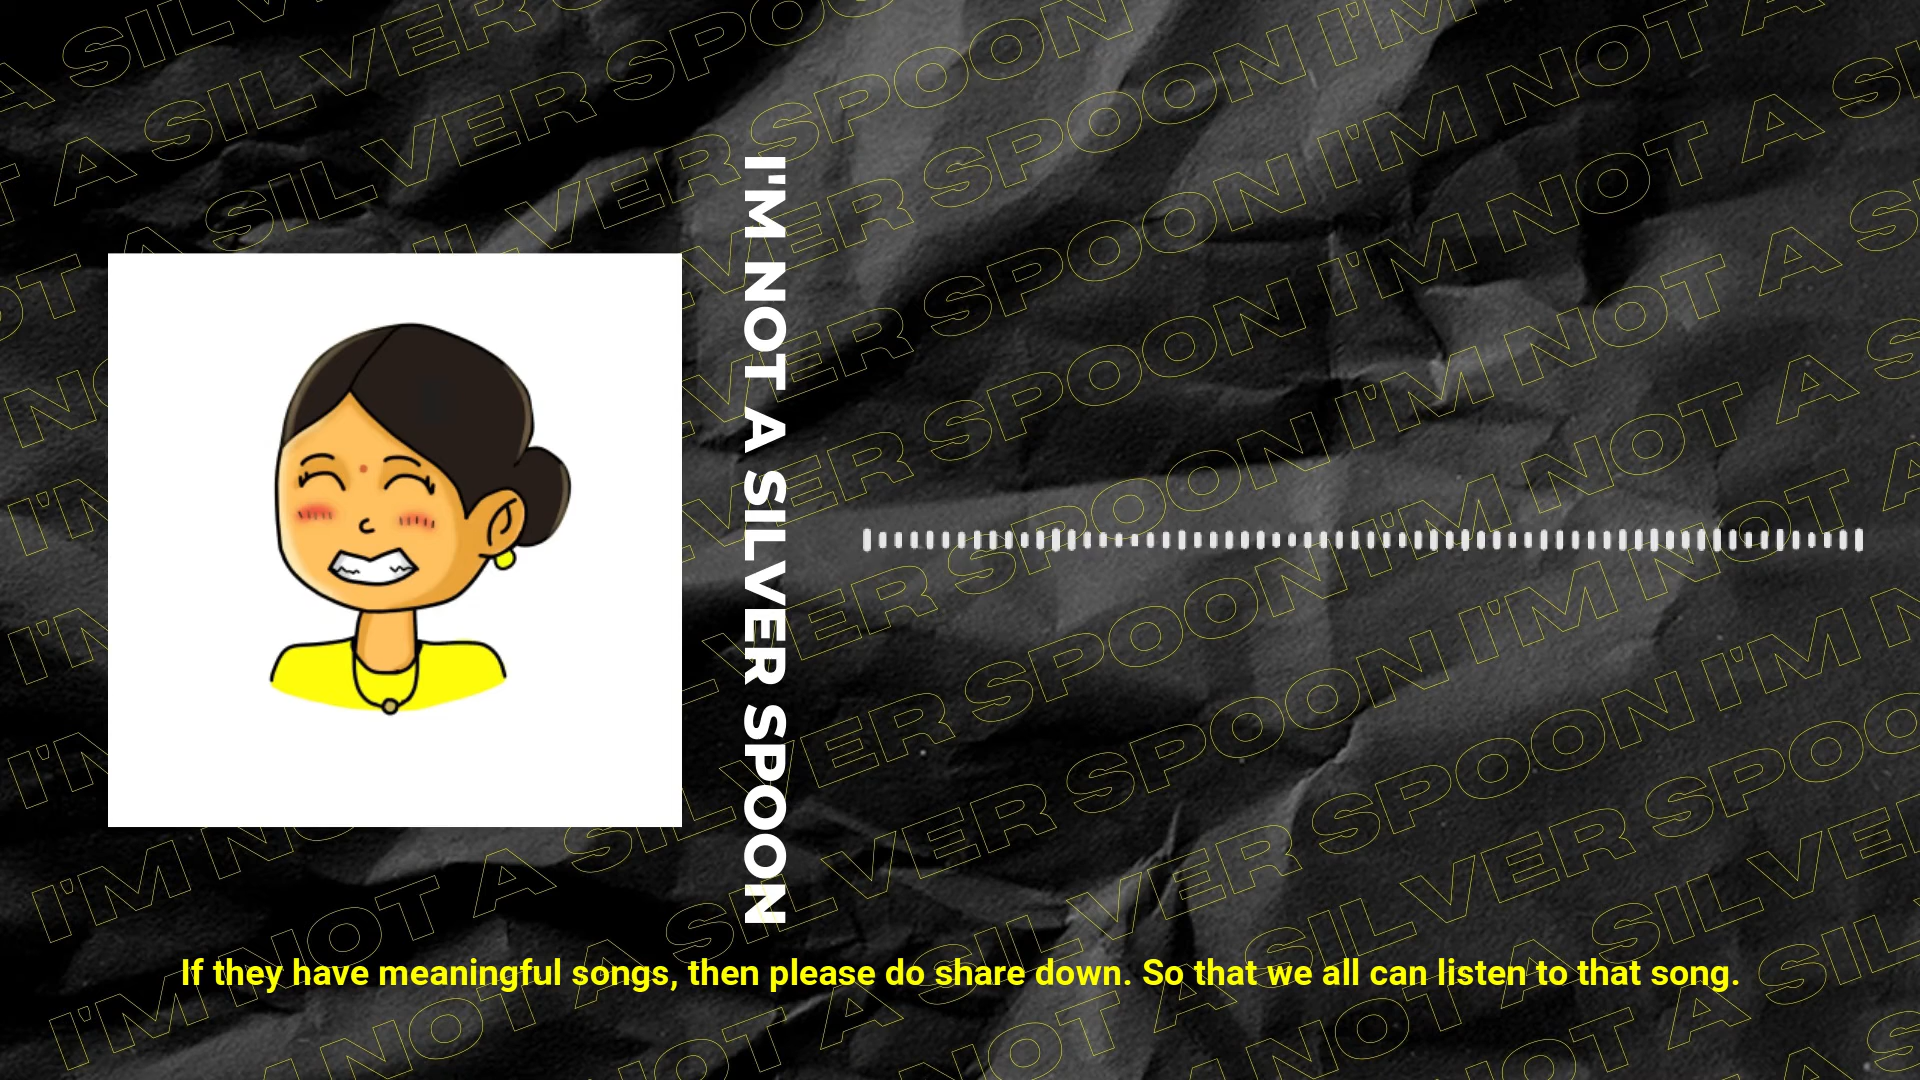 I'M NOT A SILVER SPOON
If they have meaningful songs, then please do share down. So that we all can listen to that song.